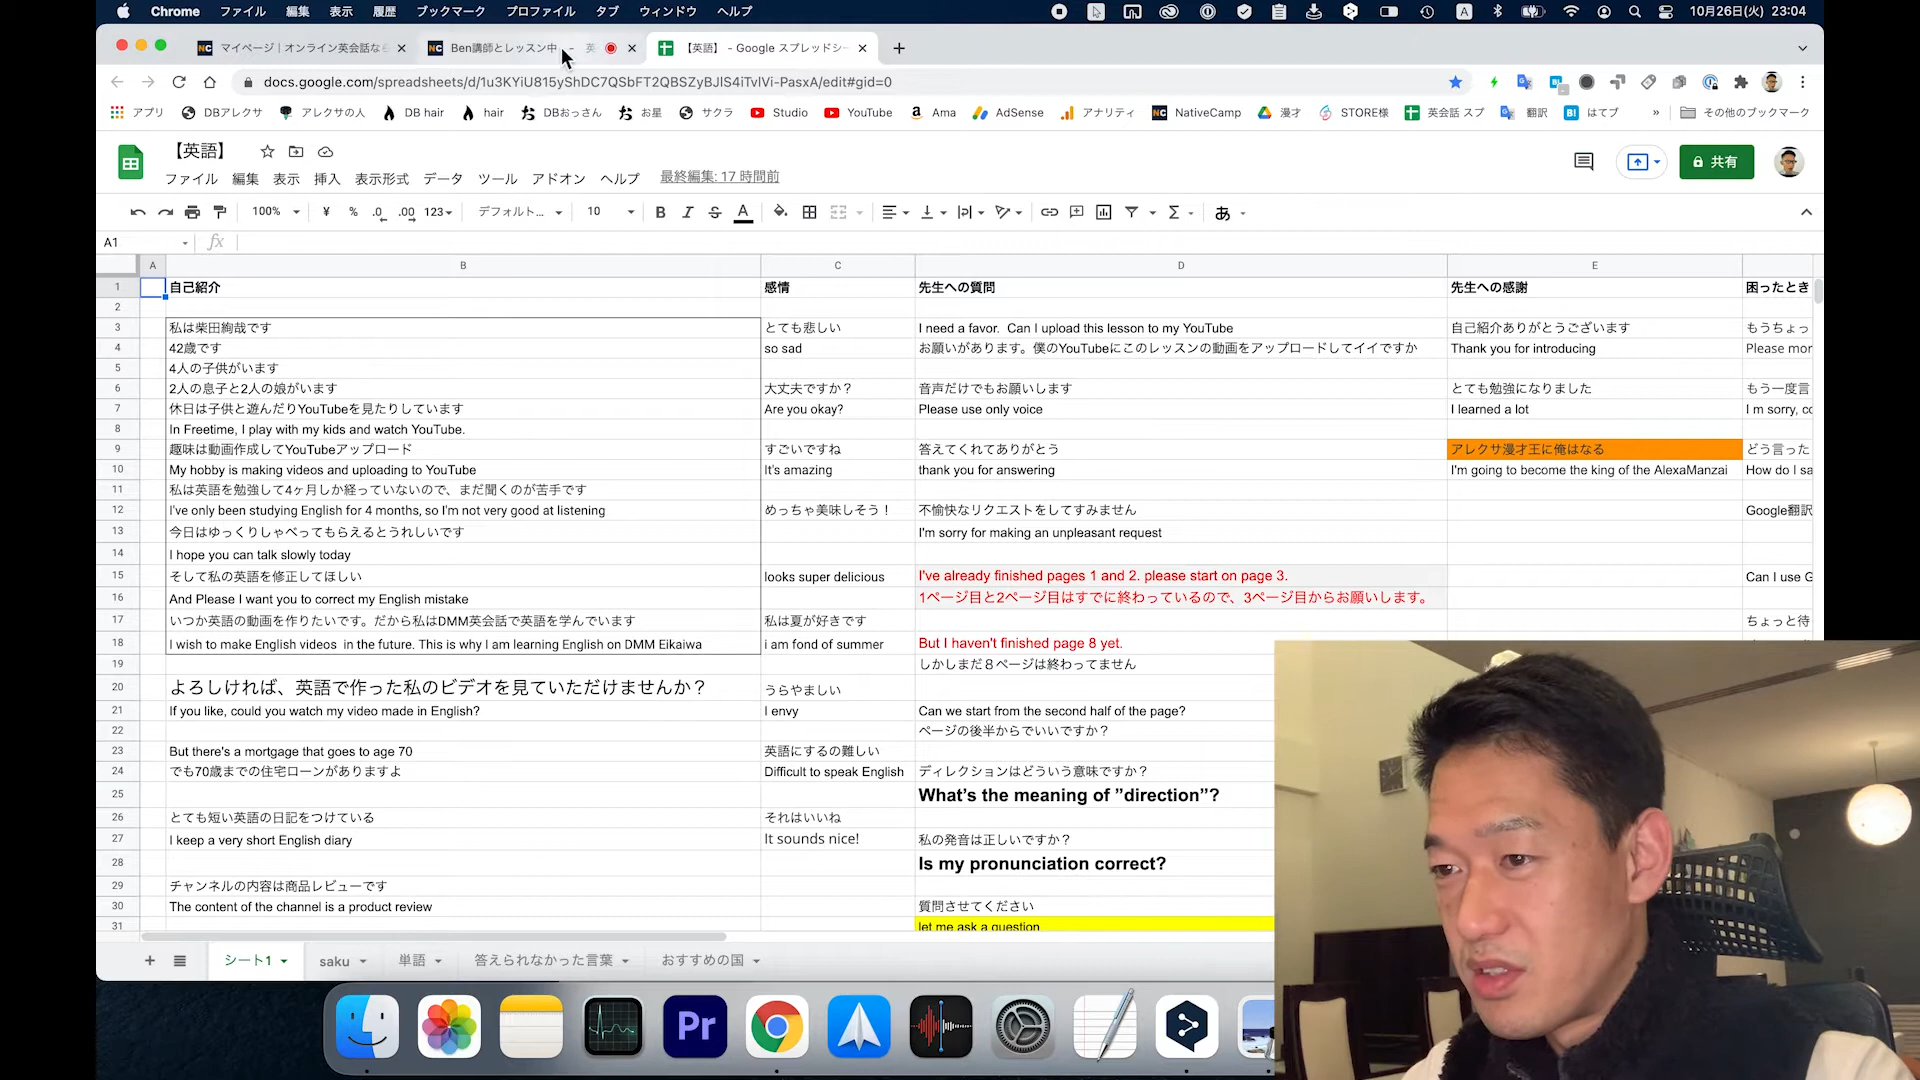 Chrome ファイル 編集 表示 履歴 ブックマーク プロファイル タブ ウィンドウ ヘルプ 10月26日(火) 23:04
マイページ | オンライン英会話な
Ben講師とレッスン中
【英語】 - Google スプレッドシー
docs.google.com/spreadsheets/d/1u3KYiU815yShDC7QSbFT2QBSZyBJlS4iTvlVi-PasxA/edit#gid=0
アプリ DBアレクサ アレクサの人 DB hair hair DBおっさん お星 サクラ Studio YouTube Ama AdSense アナリティ NativeCamp 漫才 STORE様 英会話 スプ 翻訳 はてブ » その他のブックマーク
【英語】
ファイル 編集 表示 挿入 表示形式 データ ツール アドオン ヘルプ 最終編集: 17 時間前
共有
100% ¥ % .0 .00 123 デフォルト... 10 B I S A あ
A1 fx
A B C D E
1 自己紹介 感情 先生への質問 先生への感謝 困ったとき
2
3 私は柴田絢哉です とても悲しい I need a favor. Can I upload this lesson to my YouTube 自己紹介ありがとうございます もうちょっ
4 42歳です so sad お願いがあります。僕のYouTubeにこのレッスンの動画をアップロードしてイイですか Thank you for introducing Please mor
5 4人の子供がいます
6 2人の息子と2人の娘がいます 大丈夫ですか？ 音声だけでもお願いします とても勉強になりました もう一度言
7 休日は子供と遊んだりYouTubeを見たりしています Are you okay? Please use only voice I learned a lot I m sorry, co
8 In Freetime, I play with my kids and watch YouTube.
9 趣味は動画作成してYouTubeアップロード すごいですね 答えてくれてありがとう アレクサ漫才王に俺はなる どう言った
10 My hobby is making videos and uploading to YouTube It's amazing thank you for answering I'm going to become the king of the AlexaManzai How do I sa
11 私は英語を勉強して4ヶ月しか経っていないので、まだ聞くのが苦手です
12 I've only been studying English for 4 months, so I'm not very good at listening めっちゃ美味しそう！ 不愉快なリクエストをしてすみません Google翻訳
13 今日はゆっくりしゃべってもらえるとうれしいです I'm sorry for making an unpleasant request
14 I hope you can talk slowly today
15 そして私の英語を修正してほしい looks super delicious I've already finished pages 1 and 2. please start on page 3. Can I use G
16 And Please I want you to correct my English mistake 1ページ目と2ページ目はすでに終わっているので、3ページ目からお願いします。
17 いつか英語の動画を作りたいです。だから私はDMM英会話で英語を学んでいます 私は夏が好きです ちょっと待
18 I wish to make English videos in the future. This is why I am learning English on DMM Eikaiwa i am fond of summer But I haven't finished page 8 yet.
19 しかしまだ８ページは終わってません
20 よろしければ、英語で作った私のビデオを見ていただけませんか？ うらやましい
21 If you like, could you watch my video made in English? I envy Can we start from the second half of the page?
22 ページの後半からでいいですか？
23 But there's a mortgage that goes to age 70 英語にするの難しい
24 でも70歳までの住宅ローンがありますよ Difficult to speak English ディレクションはどういう意味ですか？
25 What's the meaning of ”direction”?
26 とても短い英語の日記をつけている それはいいね
27 I keep a very short English diary It sounds nice! 私の発音は正しいですか？
28 Is my pronunciation correct?
29 チャンネルの内容は商品レビューです
30 The content of the channel is a product review 質問させてください
31 let me ask a question
シート1 saku 単語 答えられなかった言葉 おすすめの国
Pr